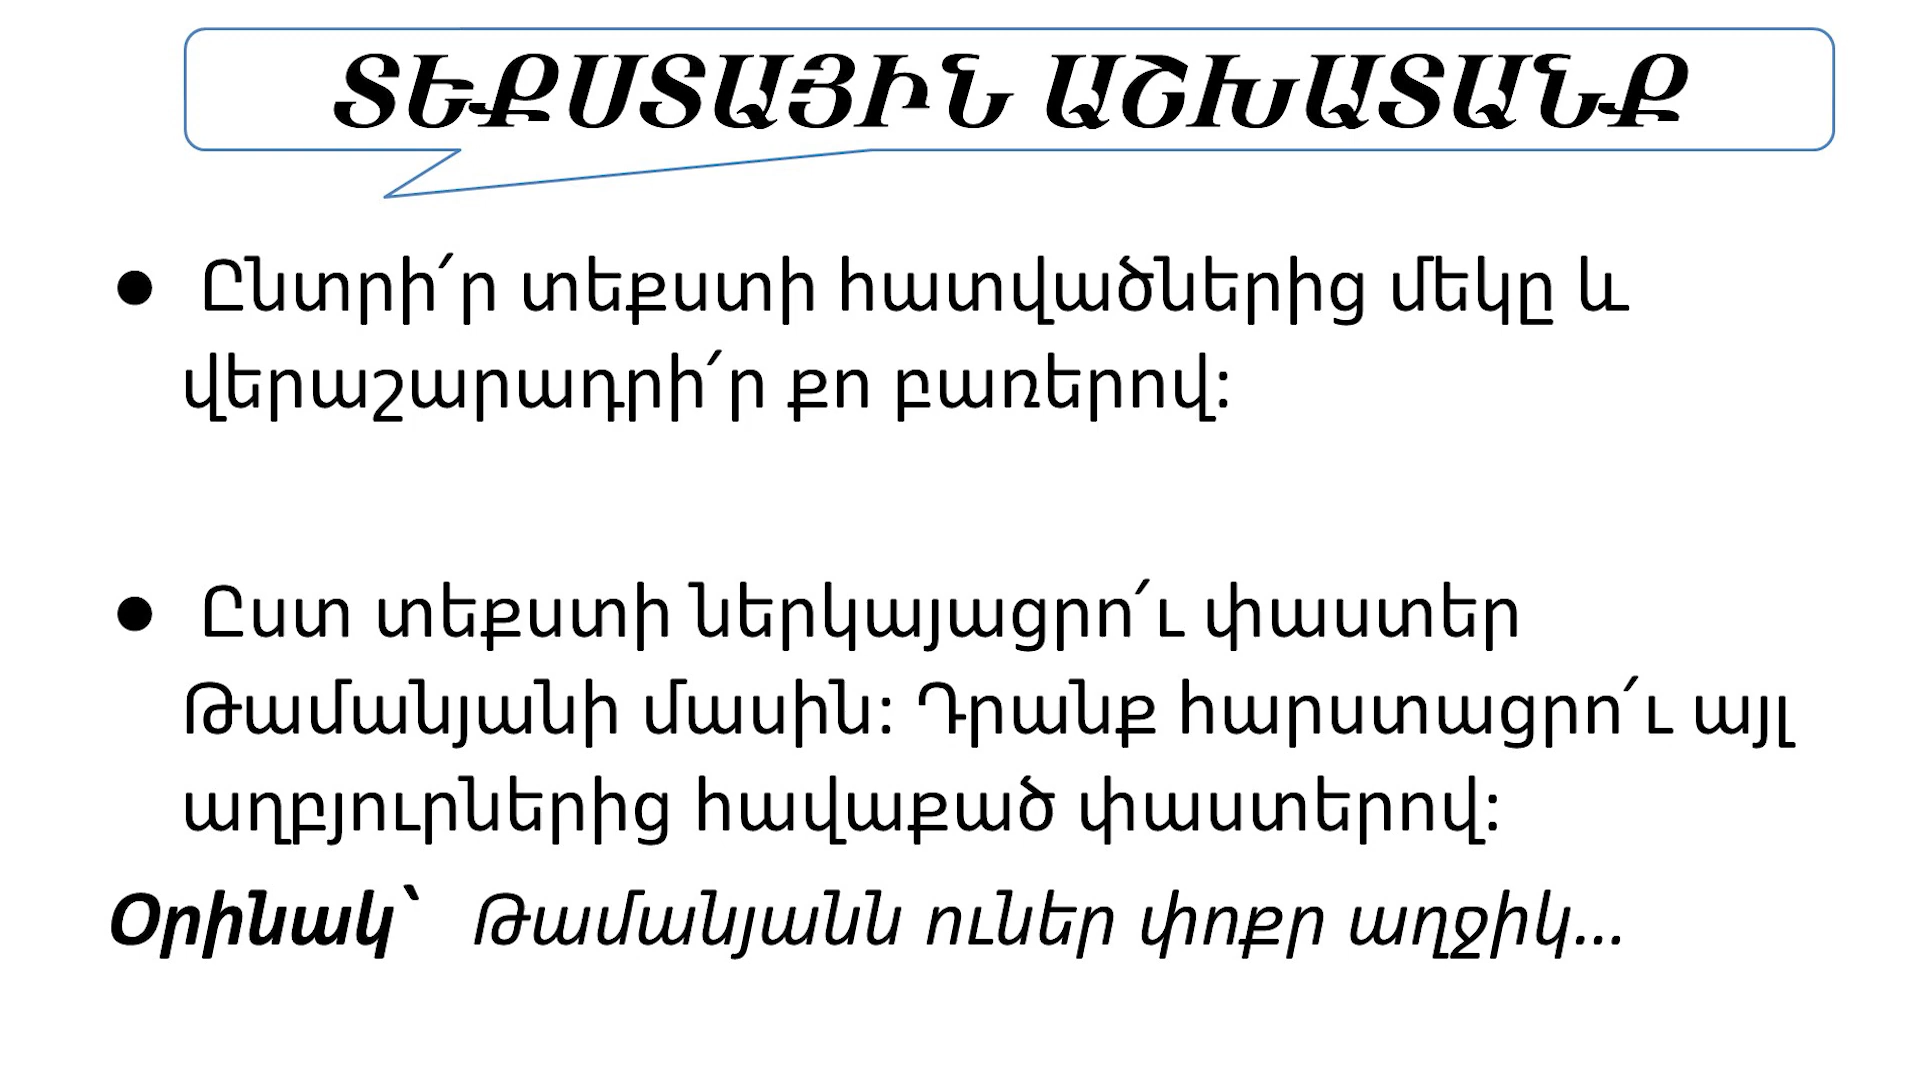 ՏԵՔՍՏԱՅԻՆ ԱՇԽԱՏԱՆՔ
● Ընտրի՛ր տեքստի հատվածներից մեկը և
վերաշարադրի՛ր քո բառերով:
● Ըստ տեքստի ներկայացրո՛ւ փաստեր
Թամանյանի մասին: Դրանք հարստացրո՛ւ այլ
աղբյուրներից հավաքած փաստերով:
Օրինակ՝ Թամանյանն ուներ փոքր աղջիկ...